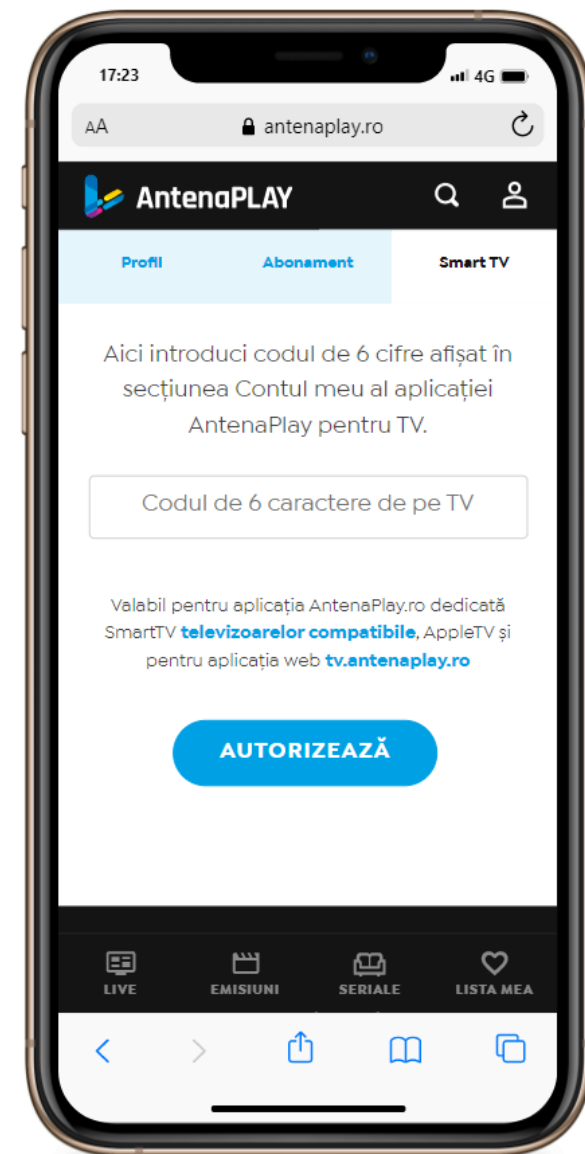 17:23
4G
AA antenaplay.ro
AntenaPLAY
Profil Abonament Smart TV
Aici introduci codul de 6 cifre afișat în
secțiunea Contul meu al aplicației
AntenaPlay pentru TV.
Codul de 6 caractere de pe TV
Valabil pentru aplicația AntenaPlay.ro dedicată
SmartTV televizoarelor compatibile, AppleTV și
pentru aplicația web tv.antenaplay.ro
AUTORIZEAZĂ
LIVE EMISIUNI SERIALE LISTA MEA